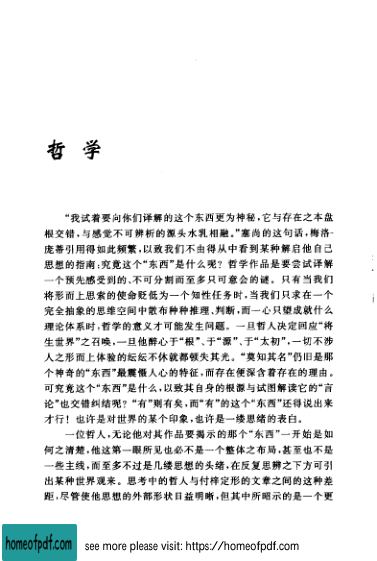 哲 学
“我试着要向你们译解的这个东西更为神秘,它与存在之本盘
根交错,与感觉不可辨析的源头水乳相融。”塞尚的这句话,梅洛-
庞蒂引用得如此频繁,以致我们不由得从中看到某种解启他自己
思想的指南:究竟这个“东西”是什么呢?哲学作品是要尝试译解
一个预先感受到的、不可分割而至多只可意会的谜。只有当我们
将形而上思索的使命贬低为一个知性任务时,当我们只求在一个
完全抽象的思维空间中散布种种推理、判断,而一心只望成就什么
理论体系时,哲学的意义才可能发生问题。一旦哲人决定回应“将
生世界”之召唤,一旦他醉心于“根”、于“源”、于“太初”,一切不涉
人之形而上体验的纭纭不休就都顿失其光。“莫知其名”仍旧是那
个神奇的“东西”最震慑人心的特征,而存在便深含着存在的理由。
可究竟这个“东西”是什么,以致其自身的根源与试图解读它的“言
论”也交错纠结呢?“有”则有矣,而“有”的这个“东西”还得说出来
才行!也许是对世界的某个印象,也许是一缕思绪的表白。
一位哲人,无论他对其作品要揭示的那个“东西”一开始是如
何之清楚,他这第一眼所见也必不是一个整体之布局,甚至也不是
一些主线,而至多不过是几缕思想的头绪,在反复思辨之下方可引
出某种世界观来。思考中的哲人与付梓定形的文章之间的这种差
距,尽管使他思想的外部形状日益明晰,但其中所昭示的是一个更
homeofpdf.com
see more please visit: https://homeofpdf.com